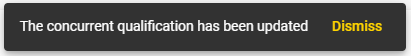 The concurrent qualification has been updated Dismiss